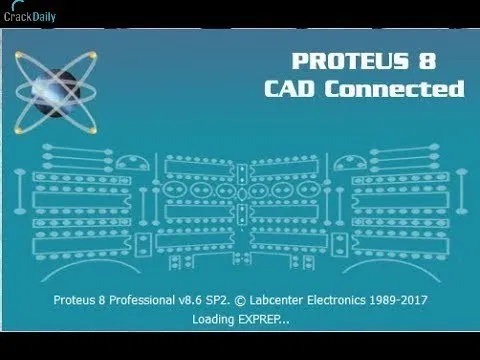 CrackDaily
PROTEUS 8
CAD Connected
Proteus 8 Professional v8.6 SP2. © Labcenter Electronics 1989-2017
Loading EXPREP...